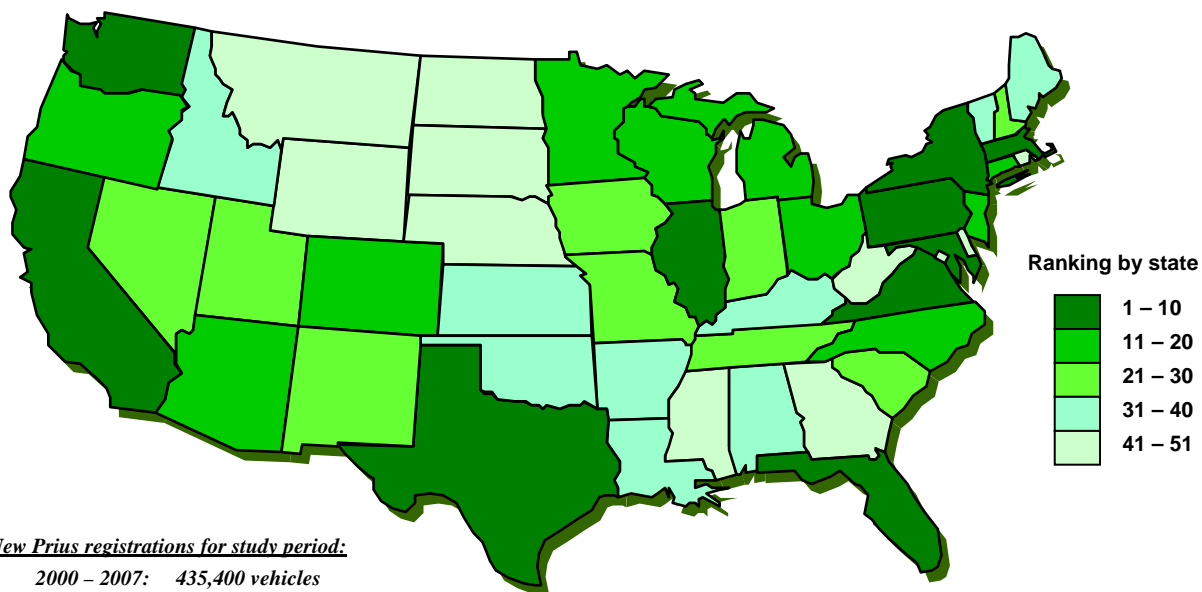 Ranking by state
1 – 10
11 – 20
21 – 30
31 – 40
41 – 51
New Prius registrations for study period:
2000 – 2007: 435,400 vehicles